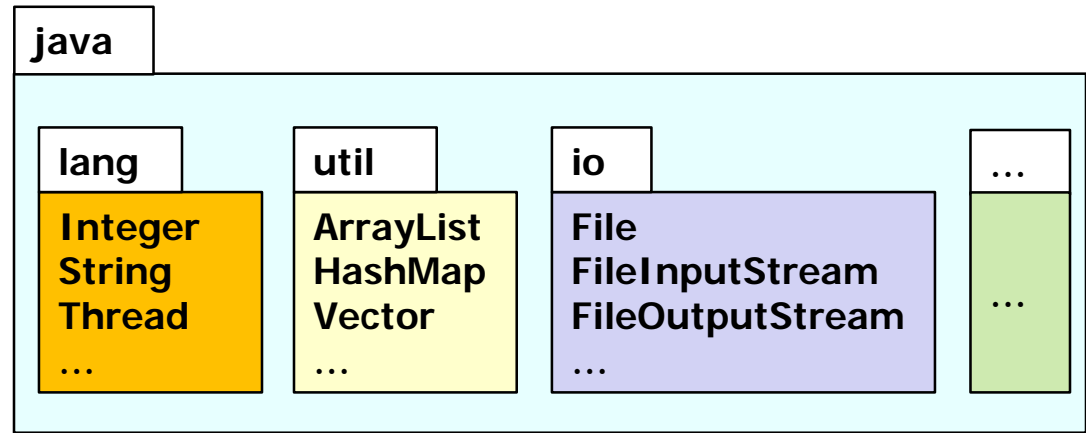 java
lang
Integer
String
Thread
...
util
ArrayList
HashMap
Vector
...
io
File
FileInputStream
FileOutputStream
...
...
...